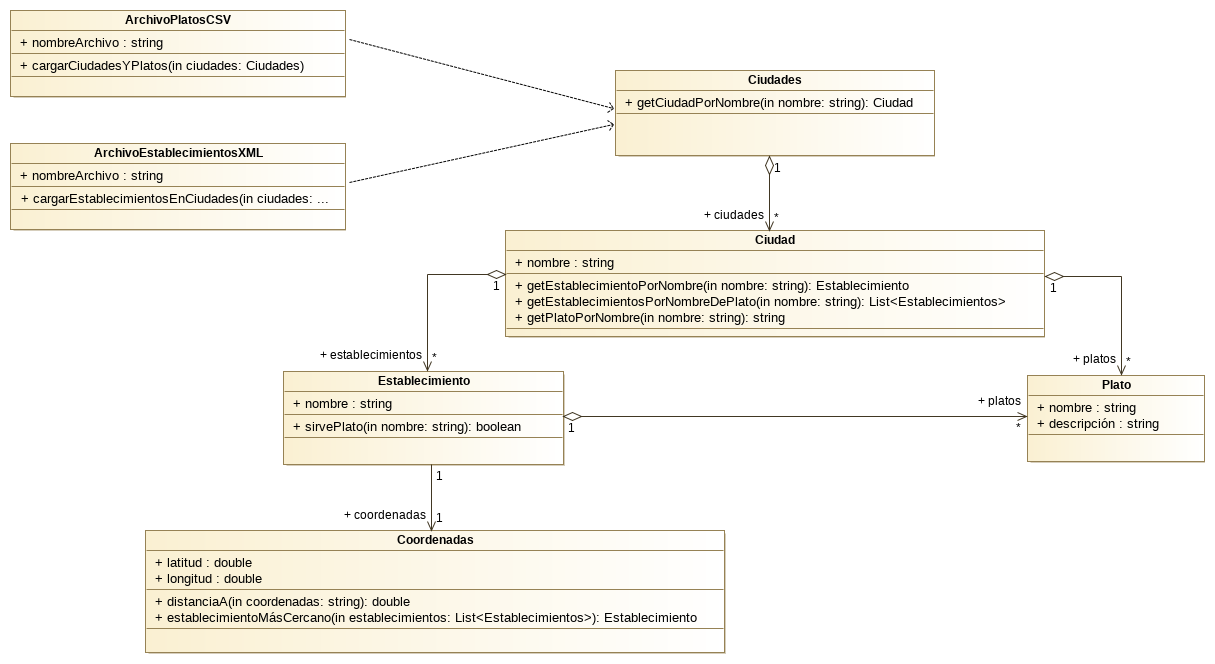 ArchivoPlatosCSV
+ nombreArchivo : string
+ cargarCiudadesYPlatos(in ciudades: Ciudades)
Ciudades
+ getCiudadPorNombre(in nombre: string): Ciudad
ArchivoEstablecimientosXML
+ nombreArchivo : string
+ cargarEstablecimientosEnCiudades(in ciudades: ...
1
+ ciudades
*
Ciudad
+ nombre : string
+ getEstablecimientoPorNombre(in nombre: string): Establecimiento
+ getEstablecimientosPorNombreDePlato(in nombre: string): List<Establecimientos>
+ getPlatoPorNombre(in nombre: string): string
1
1
+ establecimientos
*
+ platos
*
Establecimiento
+ nombre : string
+ sirvePlato(in nombre: string): boolean
1
+ platos
*
Plato
+ nombre : string
+ descripción : string
1
+ coordenadas
1
Coordenadas
+ latitud : double
+ longitud : double
+ distanciaA(in coordenadas: string): double
+ establecimientoMásCercano(in establecimientos: List<Establecimientos>): Establecimiento